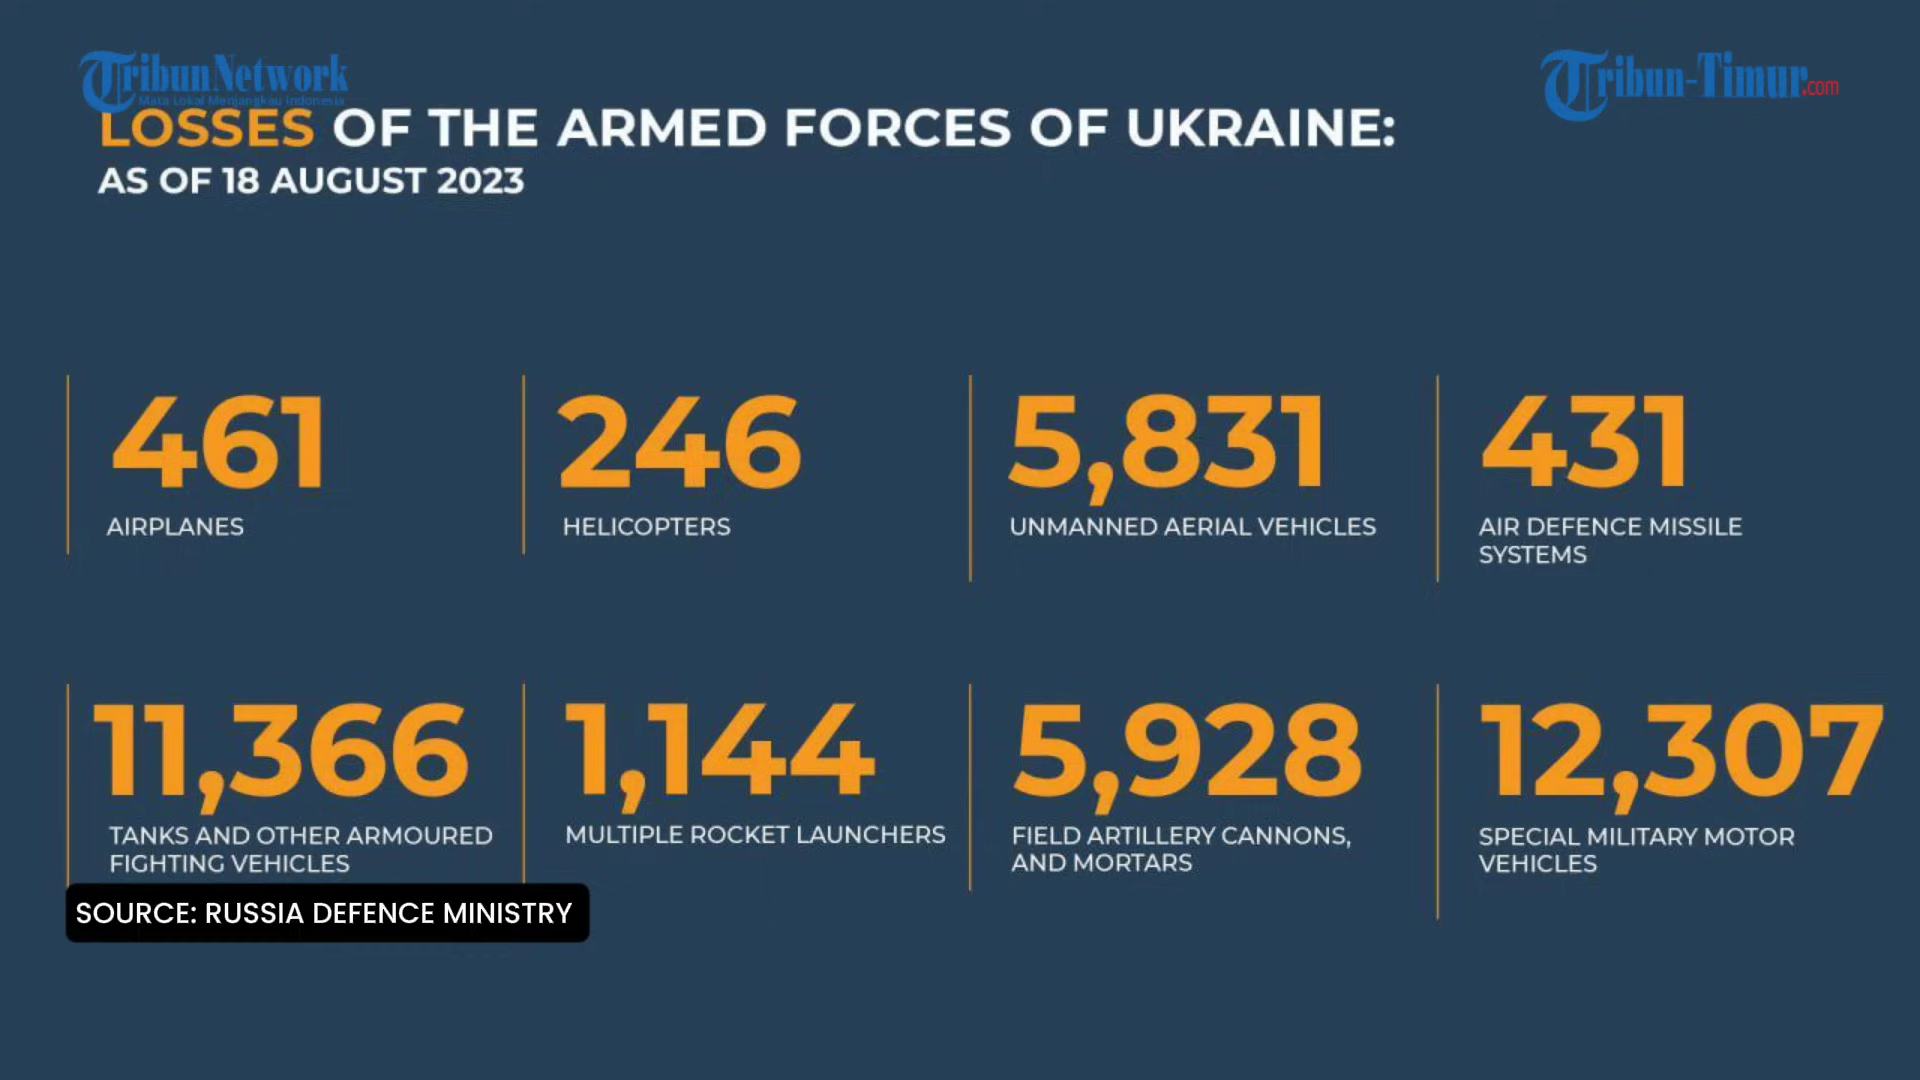 TribunNetwork
Mata Lokal Menjangkau Indonesia
Tribun-Timur.com
LOSSES OF THE ARMED FORCES OF UKRAINE:
AS OF 18 AUGUST 2023
461
AIRPLANES
246
HELICOPTERS
5,831
UNMANNED AERIAL VEHICLES
431
AIR DEFENCE MISSILE
SYSTEMS
11,366
TANKS AND OTHER ARMOURED
FIGHTING VEHICLES
1,144
MULTIPLE ROCKET LAUNCHERS
5,928
FIELD ARTILLERY CANNONS,
AND MORTARS
12,307
SPECIAL MILITARY MOTOR
VEHICLES
SOURCE: RUSSIA DEFENCE MINISTRY